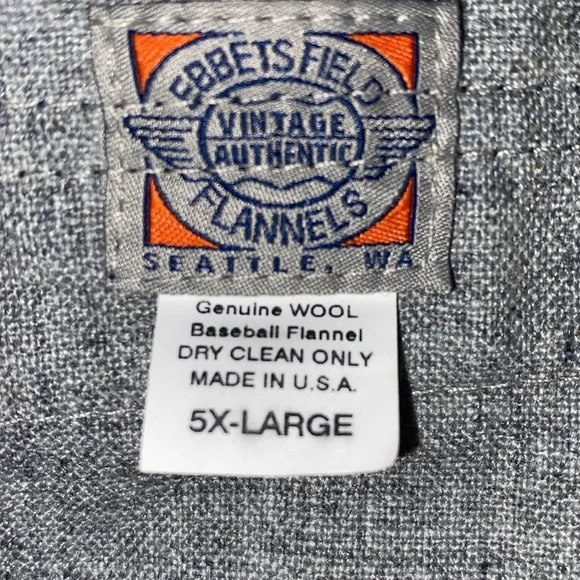 EBBETS FIELD
VINTAGE
AUTHENTIC
FLANNELS
SEATTLE, WA
Genuine WOOL
Baseball Flannel
DRY CLEAN ONLY
MADE IN U.S.A.
5X-LARGE